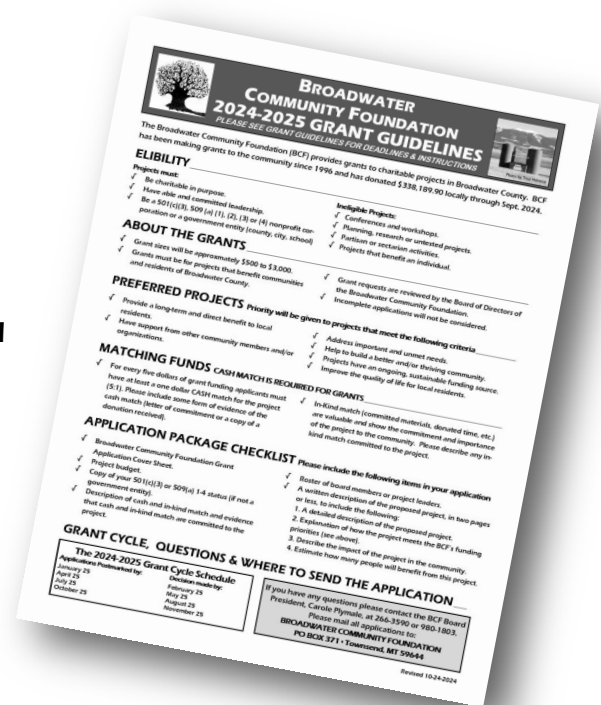 BROADWATER
COMMUNITY FOUNDATION
2024-2025 GRANT GUIDELINES
PLEASE SEE GRANT GUIDELINES FOR DEADLINES & INSTRUCTIONS
The Broadwater Community Foundation (BCF) provides grants to charitable projects in Broadwater County. BCF
has been making grants to the community since 1996 and has donated $338,189.90 locally through Sept. 2024.
ELIBILITY
Projects must:
✓ Be charitable in purpose.
✓ Have able and committed leadership.
✓ Be a 501(c)(3), 509 (a) (1), (2), (3) or (4) nonprofit cor-
poration or a government entity (county, city, school)
Ineligible Projects:
✓ Conferences and workshops.
✓ Planning, research or untested projects.
✓ Partisan or sectarian activities.
✓ Projects that benefit an individual.
ABOUT THE GRANTS
✓ Grant sizes will be approximately $500 to $3,000.
✓ Grants must be for projects that benefit communities
and residents of Broadwater County.
✓ Grant requests are reviewed by the Board of Directors of
the Broadwater Community Foundation.
✓ Incomplete applications will not be considered.
PREFERRED PROJECTS Priority will be given to projects that meet the following criteria
✓ Provide a long-term and direct benefit to local
residents.
✓ Have support from other community members and/or
organizations.
✓ Address important and unmet needs.
✓ Help to build a better and/or thriving community.
✓ Projects have an ongoing, sustainable funding source.
✓ Improve the quality of life for local residents.
MATCHING FUNDS CASH MATCH IS REQUIRED FOR GRANTS
✓ For every five dollars of grant funding applicants must
have at least a one dollar CASH match for the project
(5:1). Please include some form of evidence of the
cash match (letter of commitment or a copy of a
donation received).
✓ In-Kind match (committed materials, donated time, etc.)
are valuable and show the commitment and importance
of the project to the community. Please describe any in-
kind match committed to the project.
APPLICATION PACKAGE CHECKLIST Please include the following items in your application
✓ Broadwater Community Foundation Grant
Application Cover Sheet.
✓ Project budget.
✓ Copy of your 501(c)(3) or 509(a) 1-4 status (if not a
government entity).
✓ Description of cash and in-kind match and evidence
that cash and in-kind match are committed to the
project.
✓ Roster of board members or project leaders.
✓ A written description of the proposed project, in two pages
or less, to include the following:
1. A detailed description of the proposed project.
2. Explanation of how the project meets the BCF's funding
priorities (see above).
3. Describe the impact of the project in the community.
4. Estimate how many people will benefit from this project.
GRANT CYCLE, QUESTIONS & WHERE TO SEND THE APPLICATION
The 2024-2025 Grant Cycle Schedule
Applications Postmarked by: Decision made by:
January 25 February 25
April 25 May 25
July 25 August 25
October 25 November 25
If you have any questions please contact the BCF Board
President, Carole Plymale, at 266-3590 or 980-1803.
Please mail all applications to:
BROADWATER COMMUNITY FOUNDATION
PO BOX 371 • Townsend, MT 59644
Revised 10-24-2024